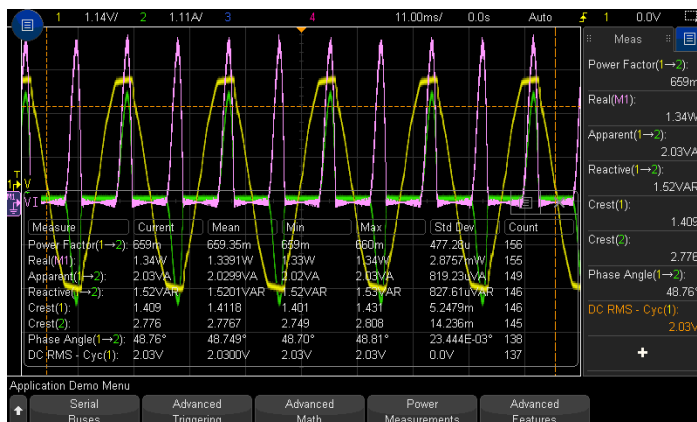 1 1.14V/ 2 1.11A/ 3 4 11.00ms/ 0.0s Auto 1 0.0V
Meas
Power Factor(1→2):
659m
Real(M1):
1.34W
Apparent(1→2):
2.03VA
Reactive(1→2):
1.52VAR
Crest(1):
1.409
Crest(2):
2.776
Phase Angle(1→2):
48.76°
DC RMS - Cyc(1):
2.03V
T
1 V
M1 VI
Measure Current Mean Min Max Std Dev Count
Power Factor(1→2): 659m 659.35m 659m 660m 477.28u 156
Real(M1): 1.34W 1.3391W 1.33W 1.34W 2.8757mW 155
Apparent(1→2): 2.03VA 2.0299VA 2.02VA 2.03VA 819.23uVA 149
Reactive(1→2): 1.52VAR 1.5201VAR 1.52VAR 1.53VAR 827.61uVAR 146
Crest(1): 1.409 1.4118 1.401 1.431 5.2479m 146
Crest(2): 2.776 2.7767 2.749 2.808 14.236m 145
Phase Angle(1→2): 48.76° 48.749° 48.70° 48.81° 23.444E-03° 138
DC RMS - Cyc(1): 2.03V 2.0300V 2.03V 2.03V 0.0V 137
Application Demo Menu
Serial Buses
Advanced Triggering
Advanced Math
Power Measurements
Advanced Features